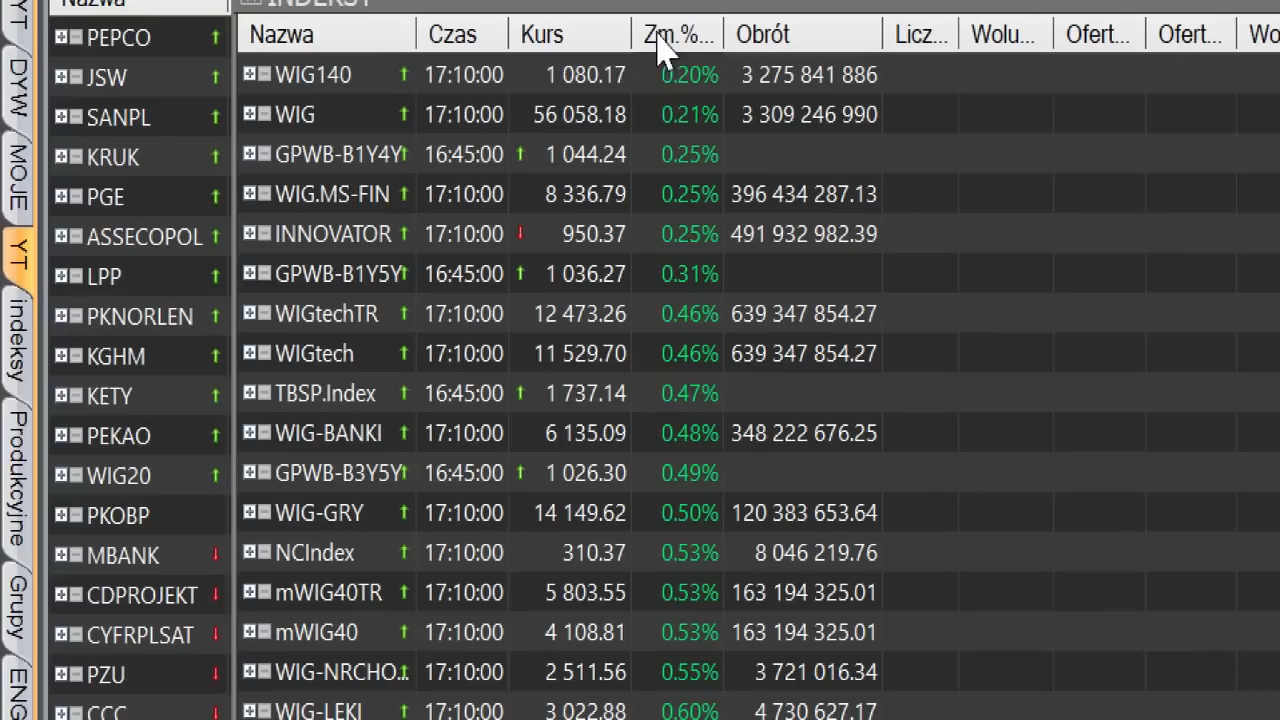 YT
DYW
MOJE
YT
indeksy
Produkcyjne
Grupy
ENG
Nazwa
PEPCO
JSW
SANPL
KRUK
PGE
ASSECOPOL
LPP
PKNORLEN
KGHM
KETY
PEKAO
WIG20
PKOBP
MBANK
CDPROJEKT
CYFRPLSAT
PZU
CCC
INDEKSY
Nazwa Czas Kurs Zm.%... Obrót Licz... Wolu... Ofert... Ofert... Wo
WIG140 17:10:00 1 080.17 0.20% 3 275 841 886
WIG 17:10:00 56 058.18 0.21% 3 309 246 990
GPWB-B1Y4Y 16:45:00 1 044.24 0.25%
WIG.MS-FIN 17:10:00 8 336.79 0.25% 396 434 287.13
INNOVATOR 17:10:00 950.37 0.25% 491 932 982.39
GPWB-B1Y5Y 16:45:00 1 036.27 0.31%
WIGtechTR 17:10:00 12 473.26 0.46% 639 347 854.27
WIGtech 17:10:00 11 529.70 0.46% 639 347 854.27
TBSP.Index 16:45:00 1 737.14 0.47%
WIG-BANKI 17:10:00 6 135.09 0.48% 348 222 676.25
GPWB-B3Y5Y 16:45:00 1 026.30 0.49%
WIG-GRY 17:10:00 14 149.62 0.50% 120 383 653.64
NCIndex 17:10:00 310.37 0.53% 8 046 219.76
mWIG40TR 17:10:00 5 803.55 0.53% 163 194 325.01
mWIG40 17:10:00 4 108.81 0.53% 163 194 325.01
WIG-NRCHO... 17:10:00 2 511.56 0.55% 3 721 016.34
WIG-LEKI 17:10:00 3 022.88 0.60% 4 730 627.17